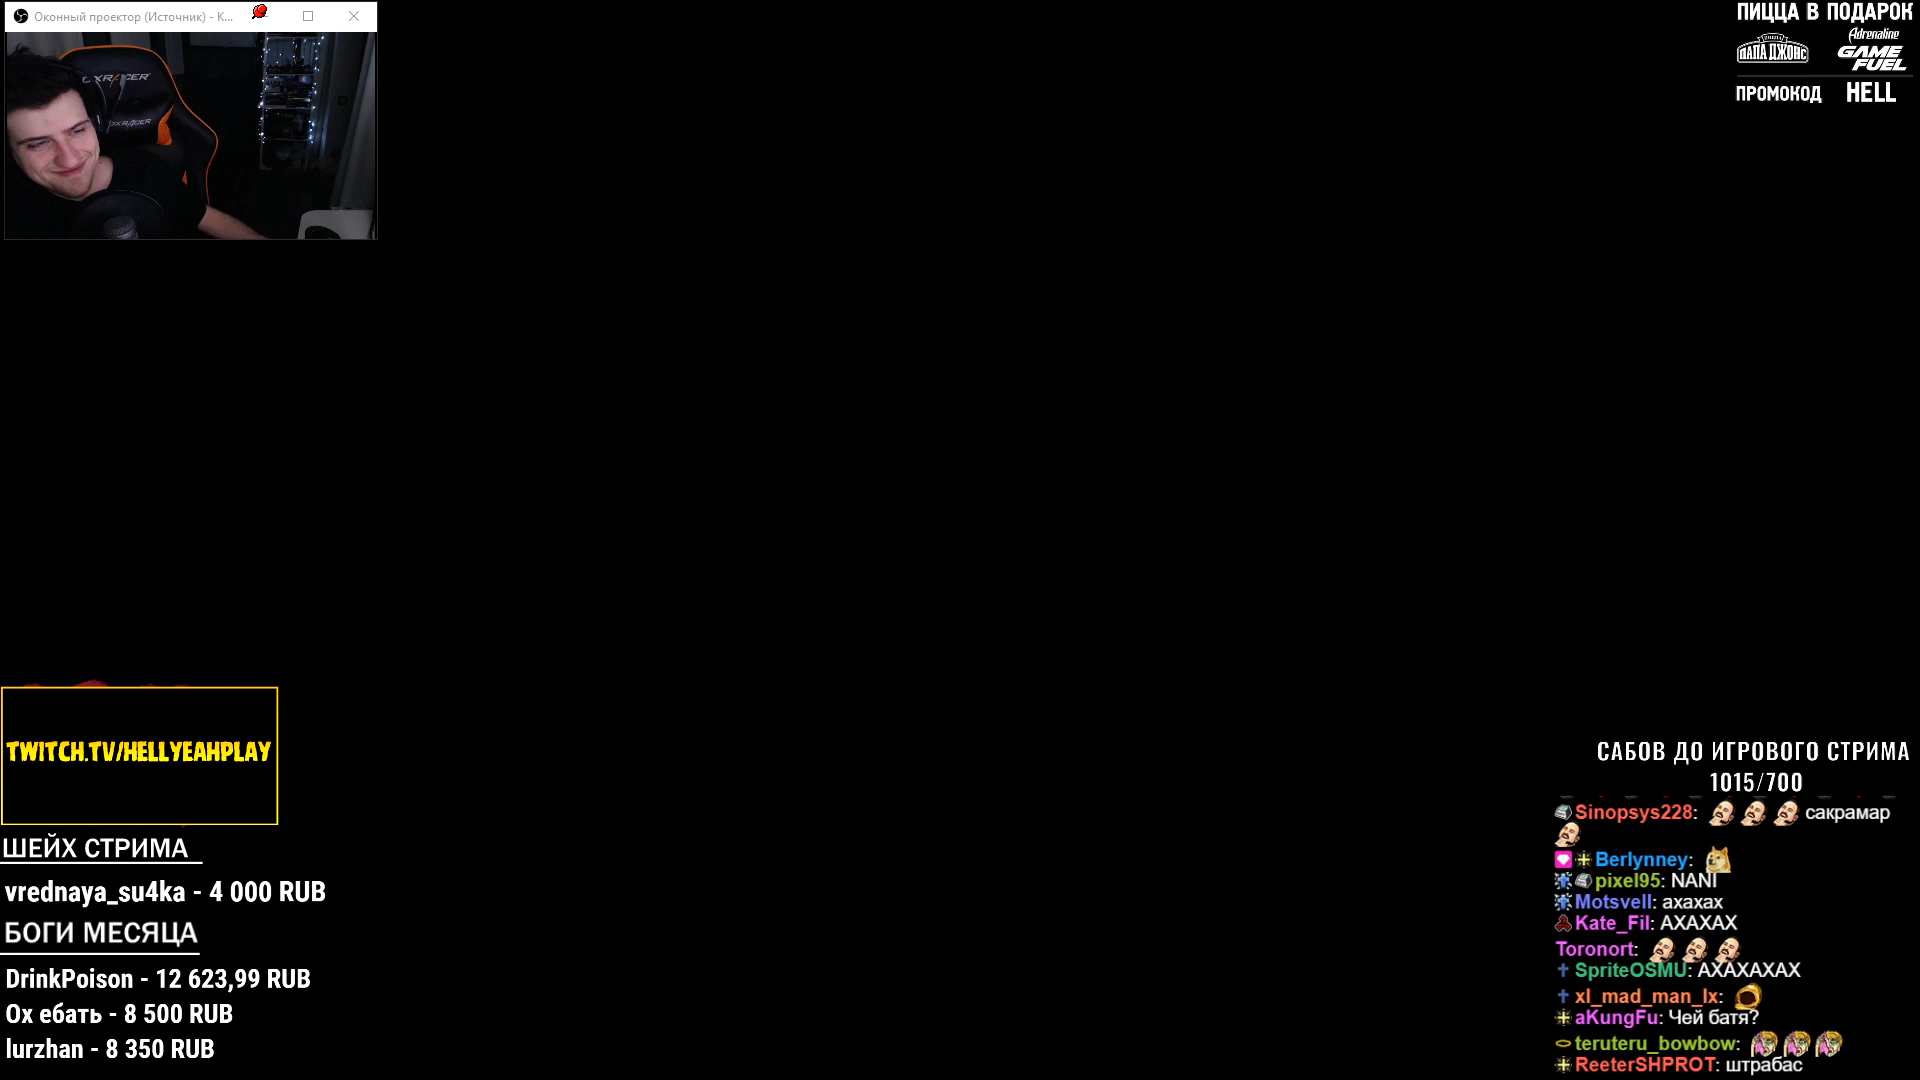 Оконный проектор (Источник) - К...
DXRACER
DXRACER
ПИЦЦА В ПОДАРОК
ПАПА ДЖОНС
Adrenaline
GAME
FUEL
ПРОМОКОД HELL
TWITCH.TV/HELLYEAHPLAY
ШЕЙХ СТРИМА
vrednaya_su4ka - 4 000 RUB
БОГИ МЕСЯЦА
DrinkPoison - 12 623,99 RUB
Ох ебать - 8 500 RUB
lurzhan - 8 350 RUB
САБОВ ДО ИГРОВОГО СТРИМА
1015/700
Sinopsys228: сакрамар
Berlynney:
pixel95: NANI
Motsvell: ахахах
Kate_Fil: АХАХАХ
Toronort:
SpriteOSMU: АХАХАХАХ
xl_mad_man_lx:
aKungFu: Чей батя?
teruteru_bowbow:
ReeterSHPROT: штрабас